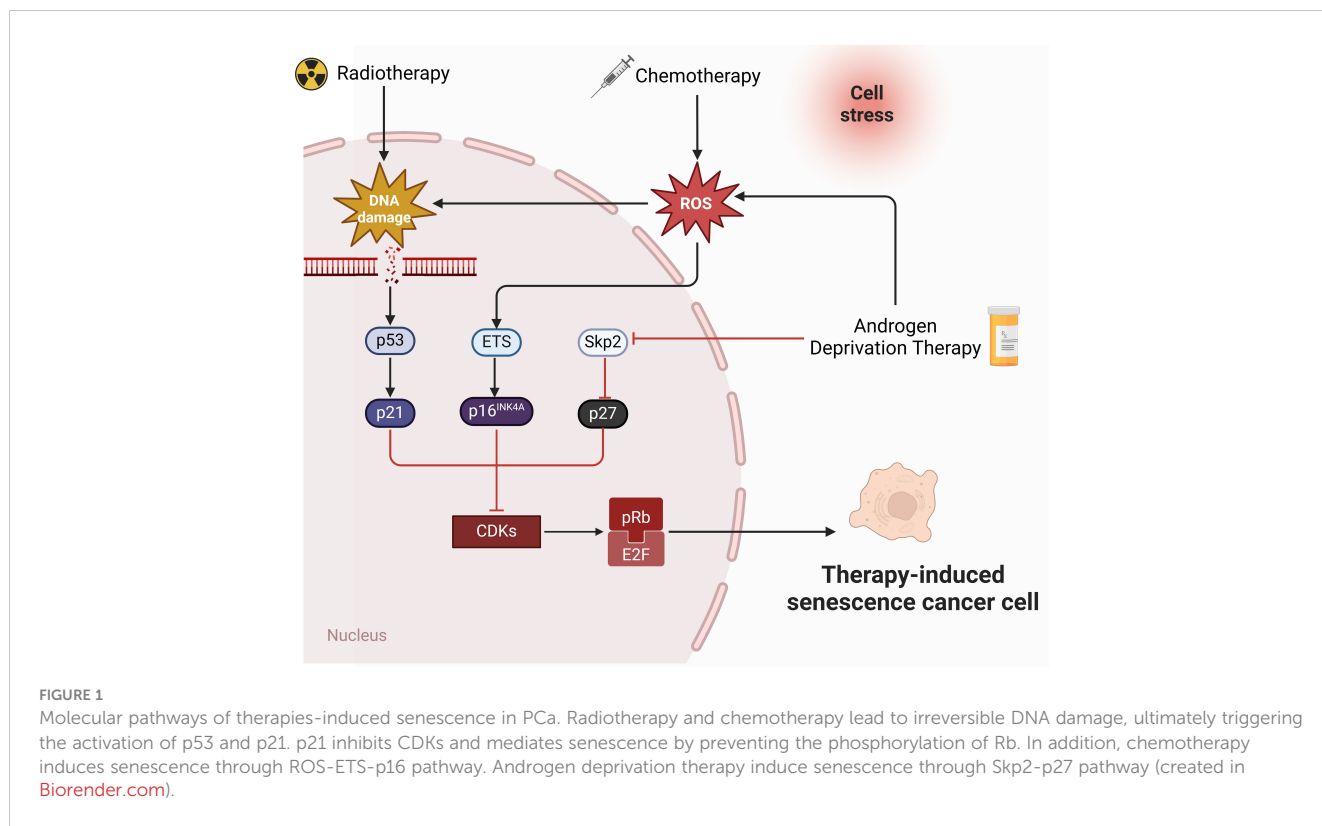 Radiotherapy
Chemotherapy
Cell
stress
DNA
damage
ROS
p53
ETS
Skp2
Androgen
Deprivation Therapy
p21
p16INK4A
p27
CDKs
pRb
E2F
Therapy-induced
senescence cancer cell
Nucleus
FIGURE 1
Molecular pathways of therapies-induced senescence in PCa. Radiotherapy and chemotherapy lead to irreversible DNA damage, ultimately triggering
the activation of p53 and p21. p21 inhibits CDKs and mediates senescence by preventing the phosphorylation of Rb. In addition, chemotherapy
induces senescence through ROS-ETS-p16 pathway. Androgen deprivation therapy induce senescence through Skp2-p27 pathway (created in
Biorender.com).